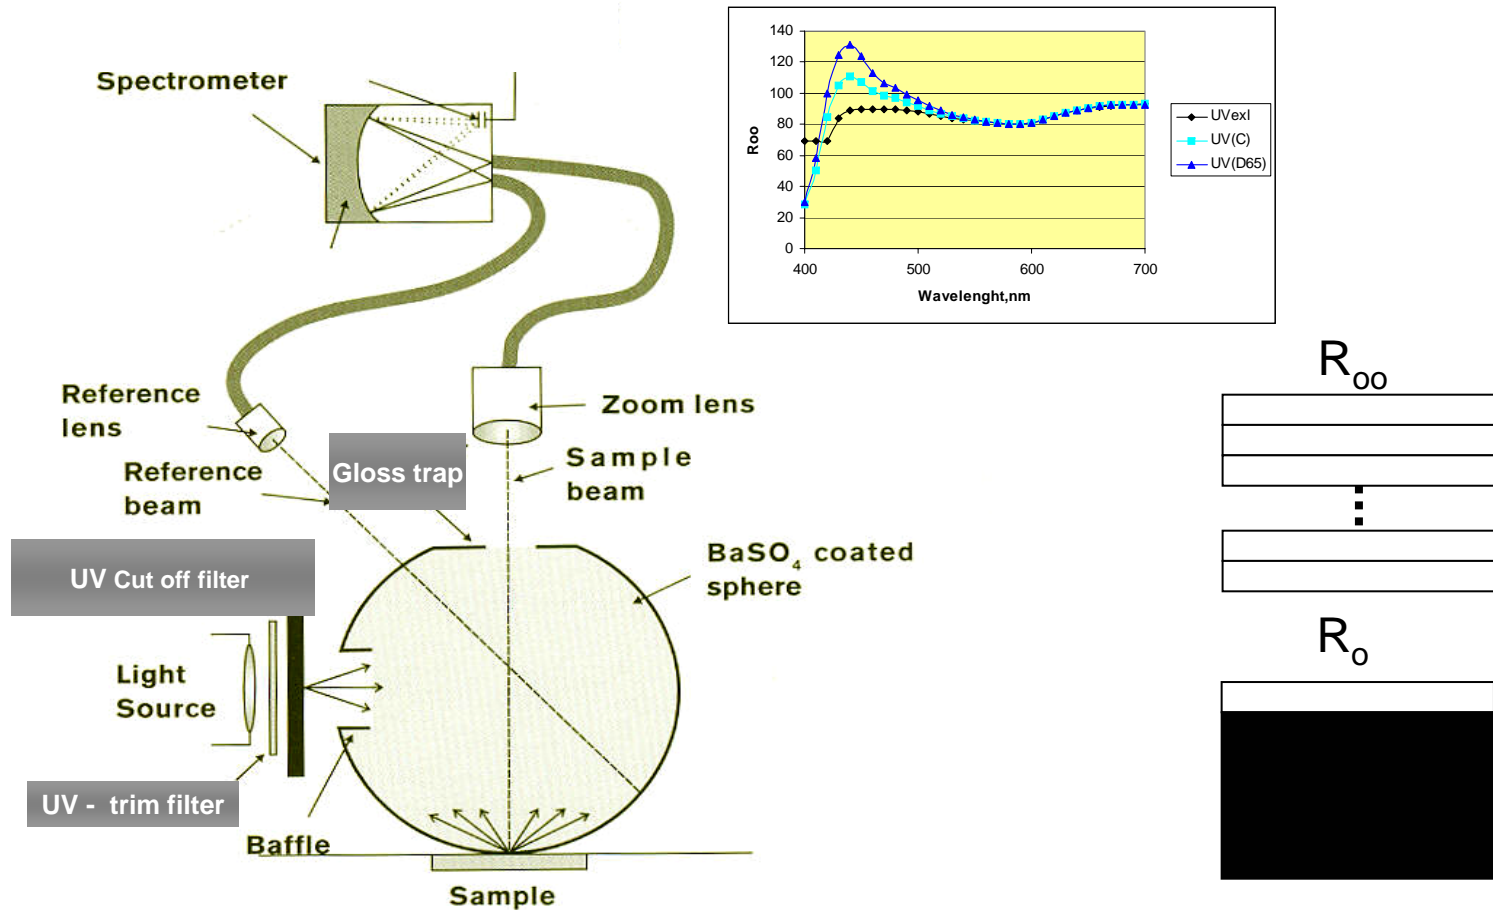 Spectrometer
Reference
lens
Reference
beam
Gloss trap
Zoom lens
Sample
beam
UV Cut off filter
BaSO4 coated
sphere
Light
Source
UV - trim filter
Baffle
Sample
140
120
100
80
60
40
20
0
Roo
400
500
600
700
Wavelenght,nm
UVexl
UV(C)
UV(D65)
Roo
Ro